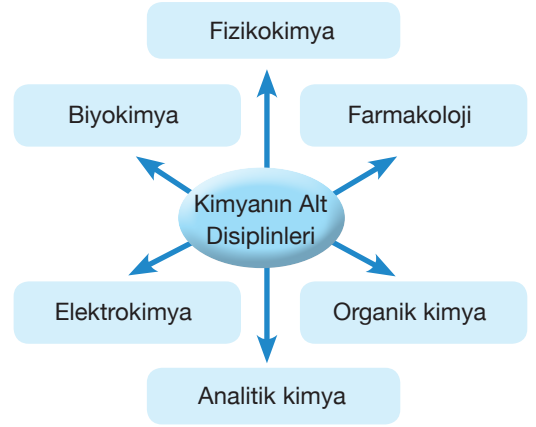 Fizikokimya
Biyokimya
Farmakoloji
Kimyanın Alt
Disiplinleri
Elektrokimya
Organik kimya
Analitik kimya